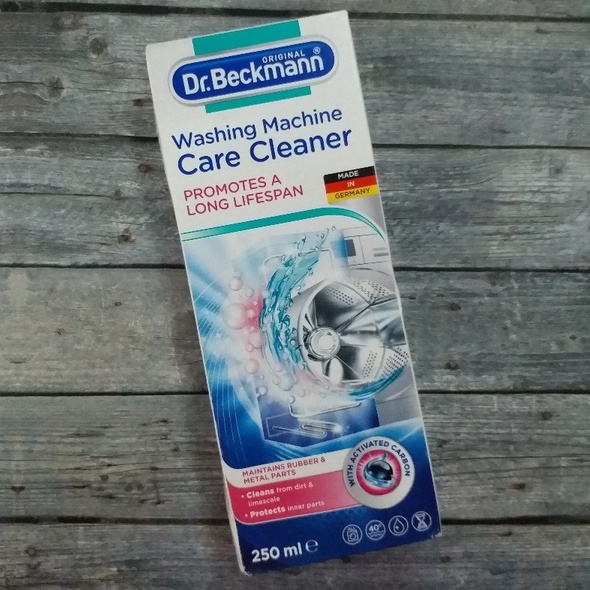 ORIGINAL
Dr.Beckmann®
Washing Machine
Care Cleaner
PROMOTES A
LONG LIFESPAN
MADE
IN
GERMANY
MAINTAINS RUBBER &
METAL PARTS
• Cleans from dirt &
limescale
• Protects inner parts
WITH ACTIVATED CARBON
40°
250 ml ℮